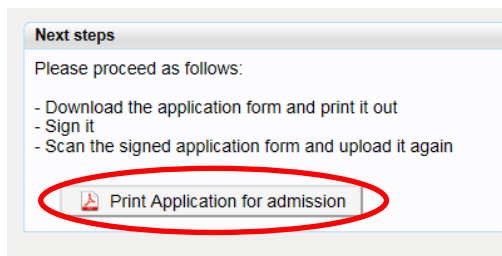 Next steps
Please proceed as follows:
- Download the application form and print it out
- Sign it
- Scan the signed application form and upload it again
Print Application for admission